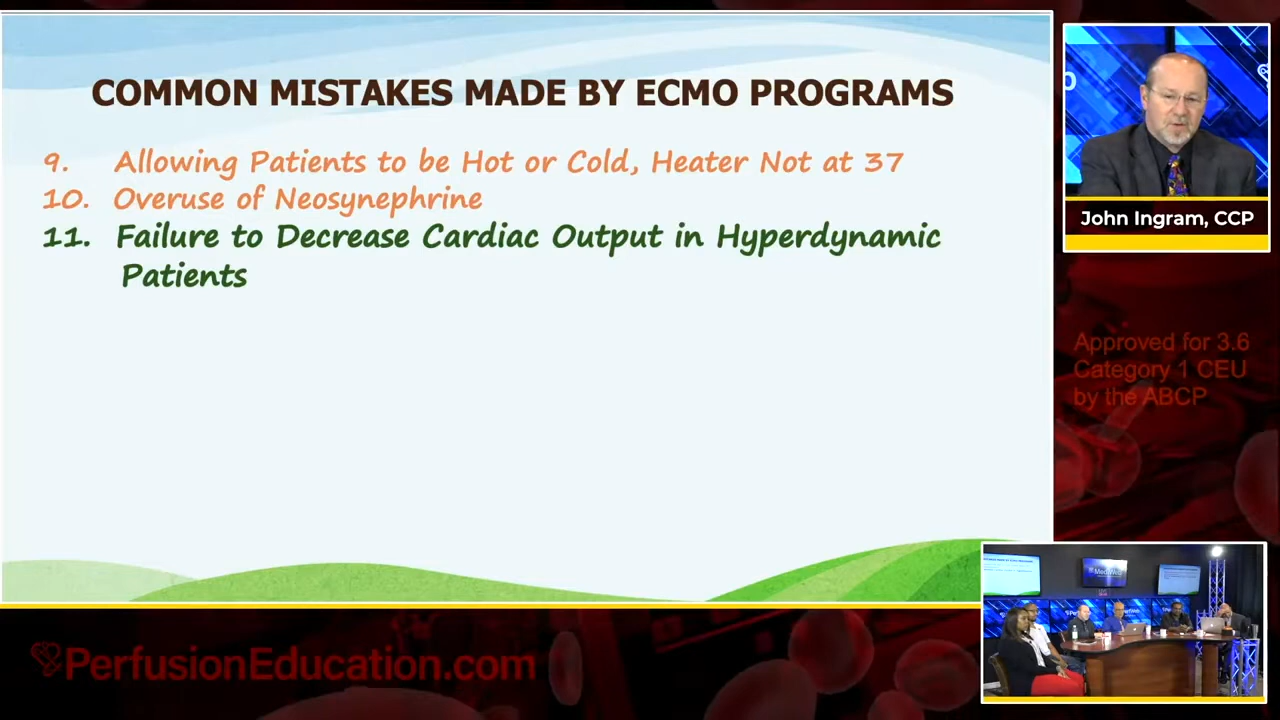 COMMON MISTAKES MADE BY ECMO PROGRAMS
9. Allowing Patients to be Hot or Cold, Heater Not at 37
10. Overuse of Neosynephrine
11. Failure to Decrease Cardiac Output in Hyperdynamic
Patients
John Ingram, CCP
Approved for 3.6
Category 1 CEU
by the ABCP
PerfusionEducation.com